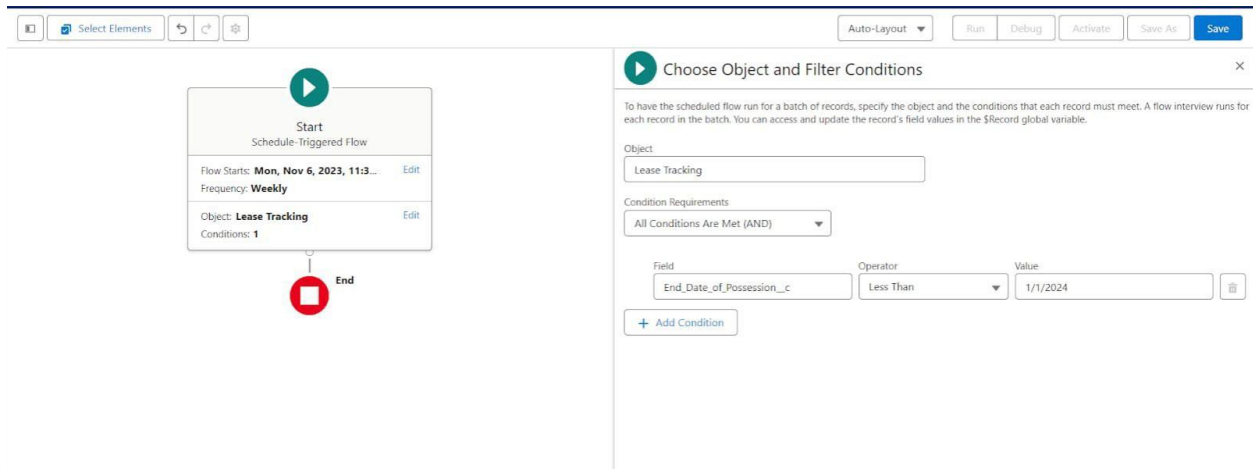 Select Elements
Auto-Layout
Run
Debug
Activate
Save As
Save
Start
Schedule-Triggered Flow
Flow Starts: Mon, Nov 6, 2023, 11:3... Edit
Frequency: Weekly
Object: Lease Tracking Edit
Conditions: 1
End
Choose Object and Filter Conditions
To have the scheduled flow run for a batch of records, specify the object and the conditions that each record must meet. A flow interview runs for
each record in the batch. You can access and update the record's field values in the $Record global variable.
Object
Lease Tracking
Condition Requirements
All Conditions Are Met (AND)
Field Operator Value
End_Date_of_Possession__c Less Than 1/1/2024
+ Add Condition